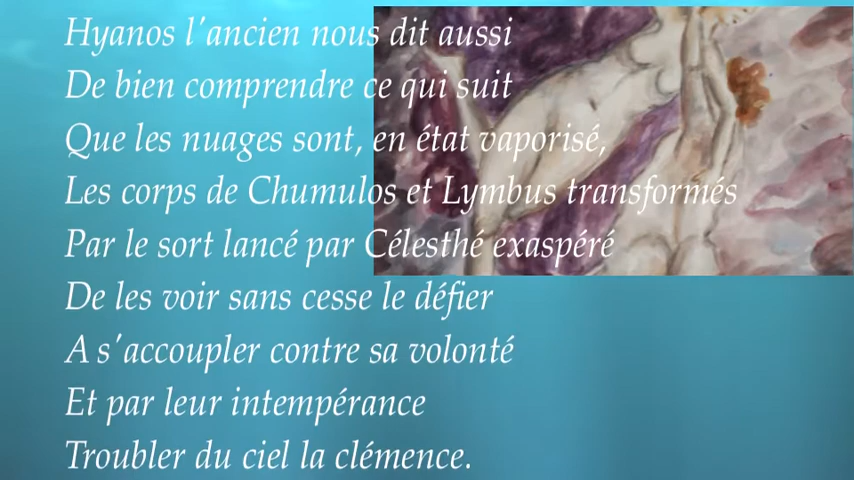 Hyanos l'ancien nous dit aussi
De bien comprendre ce qui suit
Que les nuages sont, en état vaporisé,
Les corps de Chumulos et Lymbus transformés
Par le sort lancé par Célesthé exaspéré
De les voir sans cesse le défier
A s'accoupler contre sa volonté
Et par leur intempérance
Troubler du ciel la clémence.